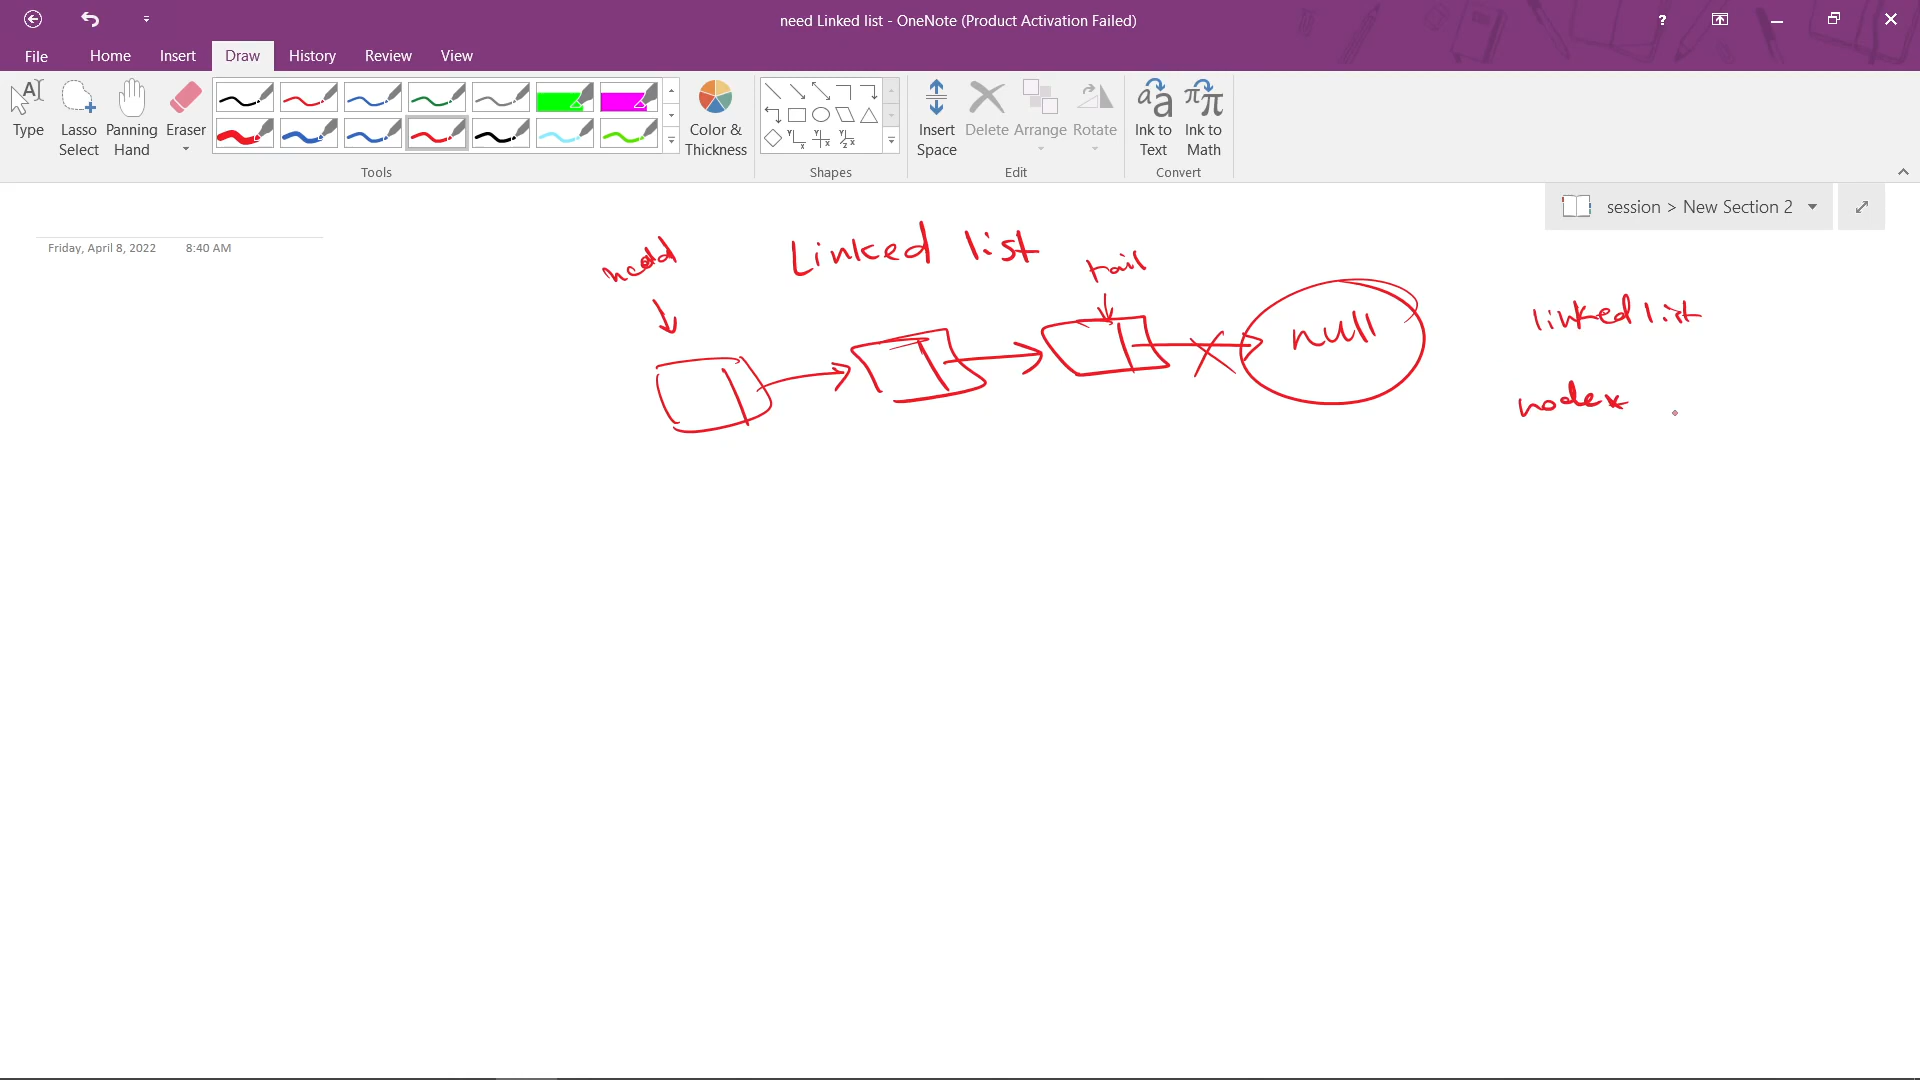 need Linked list - OneNote (Product Activation Failed)
?
File Home Insert Draw History Review View
Type
Lasso Select
Panning Hand
Eraser
Color & Thickness
Insert Space
Delete
Arrange
Rotate
Ink to Text
Ink to Math
Tools
Shapes
Edit
Convert
session > New Section 2
Friday, April 8, 2022 8:40 AM
Linked list
tail
null
linked list
node*